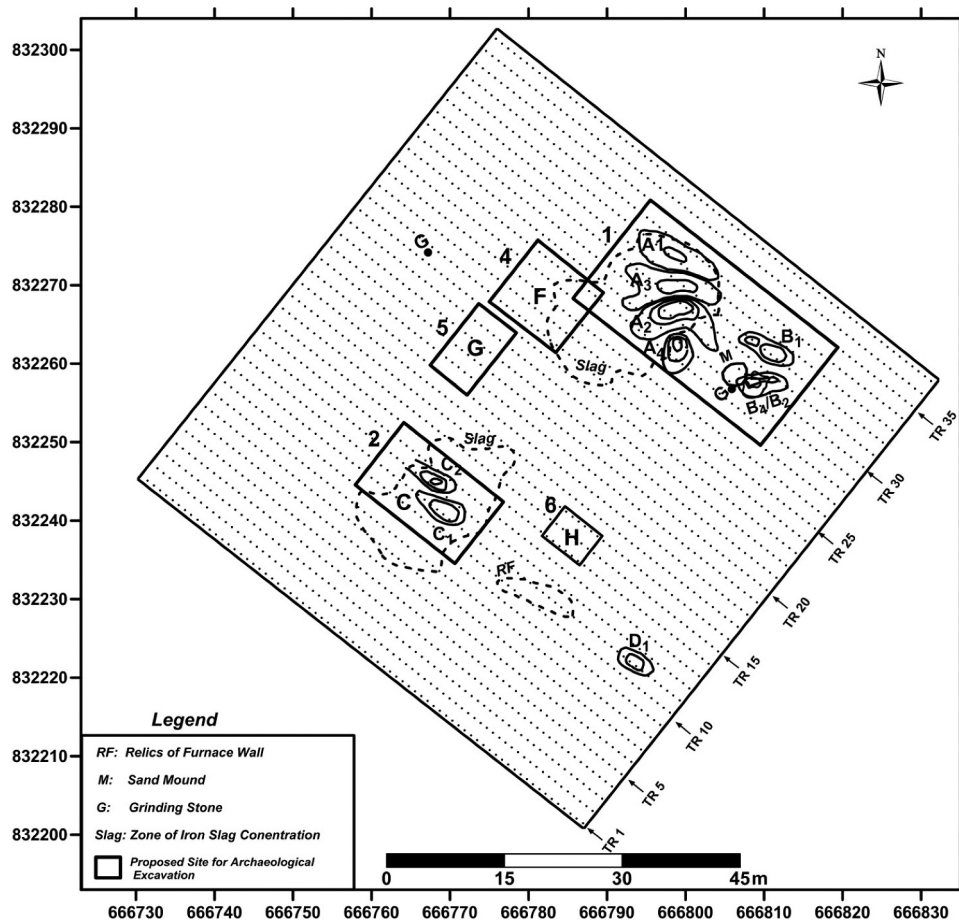 832300
832290
832280
832270
832260
832250
832240
832230
832220
832210
832200
N
1
A1
A3
A2
A4
B1
M
G
B4/B2
4
F
G
5
G
Slag
2
Slag
C2
C
6
H
RF
D1
TR 35
TR 30
TR 25
TR 20
TR 15
TR 10
TR 5
TR 1
Legend
RF: Relics of Furnace Wall
M: Sand Mound
G: Grinding Stone
Slag: Zone of Iron Slag Conentration
Proposed Site for Archaeological
Excavation
0 15 30 45m
666730 666740 666750 666760 666770 666780 666790 666800 666810 666820 666830